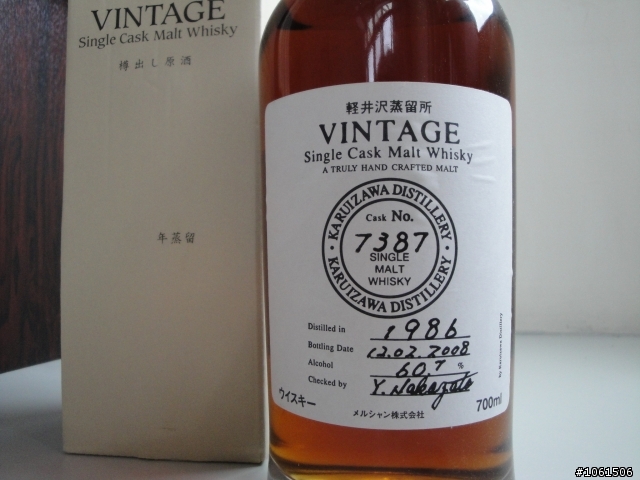 VINTAGE
Single Cask Malt Whisky
樽出し原酒
年蒸留
軽井沢蒸留所
VINTAGE
Single Cask Malt Whisky
A TRULY HAND CRAFTED MALT
KARUIZAWA DISTILLERY
Cask No.
7387
SINGLE
MALT
WHISKY
KARUIZAWA DISTILLERY
Distilled in 1986
Bottling Date 12.02.2008
Alcohol 60.7 %
Checked by Y. Nakazato
by Karuizawa Distillery
ウイスキー
700ml
メルシャン株式会社
#1061506